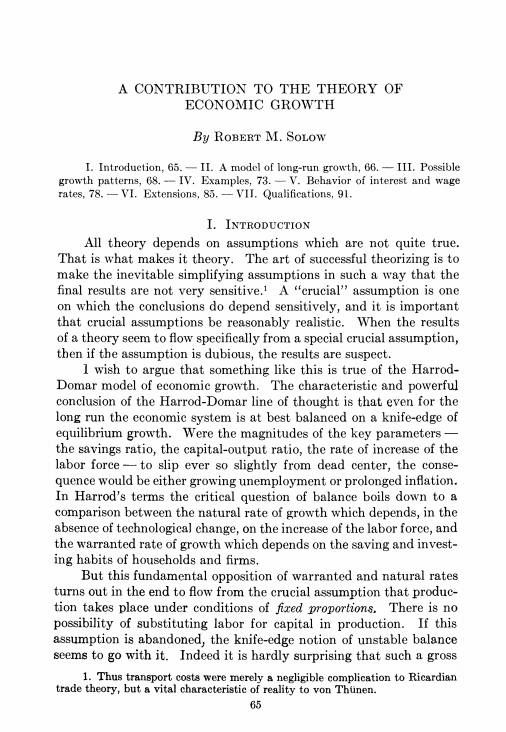 A CONTRIBUTION TO THE THEORY OF
ECONOMIC GROWTH
By ROBERT M. SOLOW
I. Introduction, 65. — II. A model of long-run growth, 66. — III. Possible
growth patterns, 68. — IV. Examples, 73. — V. Behavior of interest and wage
rates, 78. — VI. Extensions, 85. — VII. Qualifications, 91.
I. INTRODUCTION
All theory depends on assumptions which are not quite true.
That is what makes it theory. The art of successful theorizing is to
make the inevitable simplifying assumptions in such a way that the
final results are not very sensitive.¹ A “crucial” assumption is one
on which the conclusions do depend sensitively, and it is important
that crucial assumptions be reasonably realistic. When the results
of a theory seem to flow specifically from a special crucial assumption,
then if the assumption is dubious, the results are suspect.
I wish to argue that something like this is true of the Harrod-
Domar model of economic growth. The characteristic and powerful
conclusion of the Harrod-Domar line of thought is that even for the
long run the economic system is at best balanced on a knife-edge of
equilibrium growth. Were the magnitudes of the key parameters —
the savings ratio, the capital-output ratio, the rate of increase of the
labor force — to slip ever so slightly from dead center, the conse-
quence would be either growing unemployment or prolonged inflation.
In Harrod's terms the critical question of balance boils down to a
comparison between the natural rate of growth which depends, in the
absence of technological change, on the increase of the labor force, and
the warranted rate of growth which depends on the saving and invest-
ing habits of households and firms.
But this fundamental opposition of warranted and natural rates
turns out in the end to flow from the crucial assumption that produc-
tion takes place under conditions of fixed proportions. There is no
possibility of substituting labor for capital in production. If this
assumption is abandoned, the knife-edge notion of unstable balance
seems to go with it. Indeed it is hardly surprising that such a gross
1. Thus transport costs were merely a negligible complication to Ricardian
trade theory, but a vital characteristic of reality to von Thünen.
65